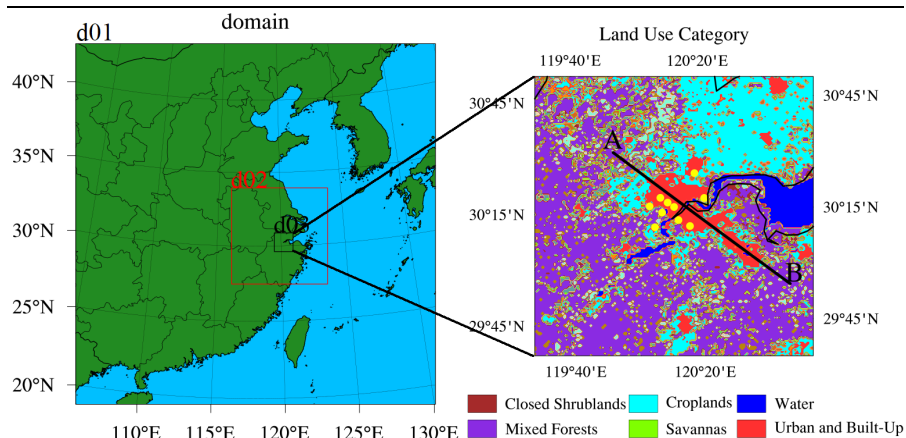 domain
d01
40°N
35°N
30°N
25°N
20°N
110°E 115°E 120°E 125°E 130°E
d02
d03
Land Use Category
119°40'E 120°20'E
30°45'N 30°45'N
30°15'N 30°15'N
29°45'N 29°45'N
119°40'E 120°20'E
A
B
Closed Shrublands Croplands Water
Mixed Forests Savannas Urban and Built-Up